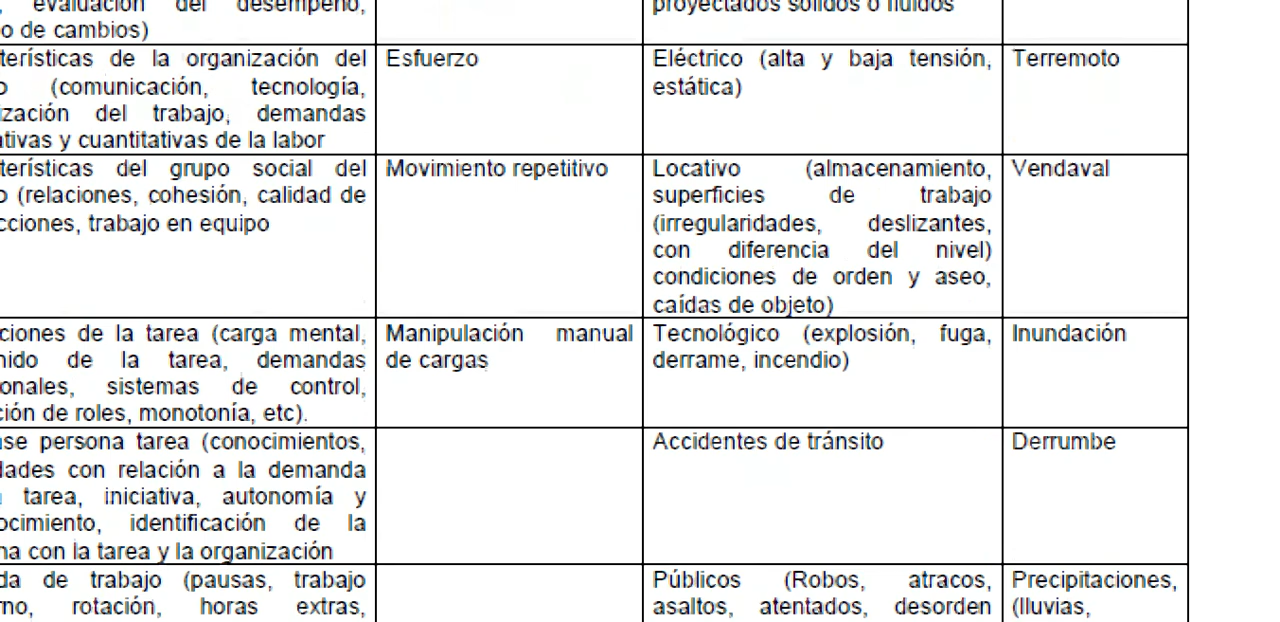 , evaluación del desempeño,
o de cambios)
proyectados sólidos o fluidos
terísticas de la organización del
o (comunicación, tecnología,
ización del trabajo, demandas
ativas y cuantitativas de la labor
Esfuerzo
Eléctrico (alta y baja tensión,
estática)
Terremoto
terísticas del grupo social del
o (relaciones, cohesión, calidad de
cciones, trabajo en equipo
Movimiento repetitivo
Locativo (almacenamiento,
superficies de trabajo
(irregularidades, deslizantes,
con diferencia del nivel)
condiciones de orden y aseo,
caídas de objeto)
Vendaval
ciones de la tarea (carga mental,
nido de la tarea, demandas
onales, sistemas de control,
ción de roles, monotonía, etc).
Manipulación manual
de cargas
Tecnológico (explosión, fuga,
derrame, incendio)
Inundación
ase persona tarea (conocimientos,
dades con relación a la demanda
tarea, iniciativa, autonomía y
ocimiento, identificación de la
na con la tarea y la organización
Accidentes de tránsito
Derrumbe
da de trabajo (pausas, trabajo
rno, rotación, horas extras,
Públicos (Robos, atracos,
asaltos, atentados, desorden
Precipitaciones,
(lluvias,